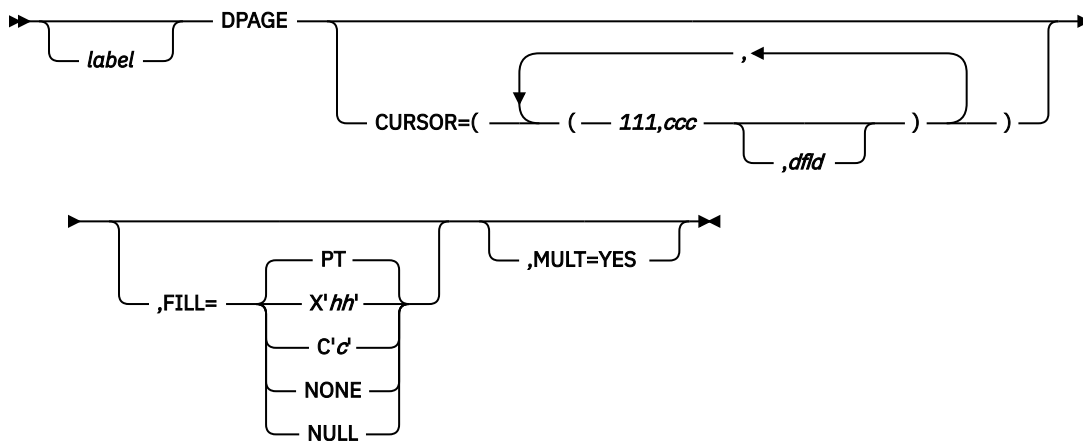 DPAGE
label
,
CURSOR=( ( 111,ccc ) )
,dfld
PT
,MULT=YES
,FILL= X'hh'
C'c'
NONE
NULL